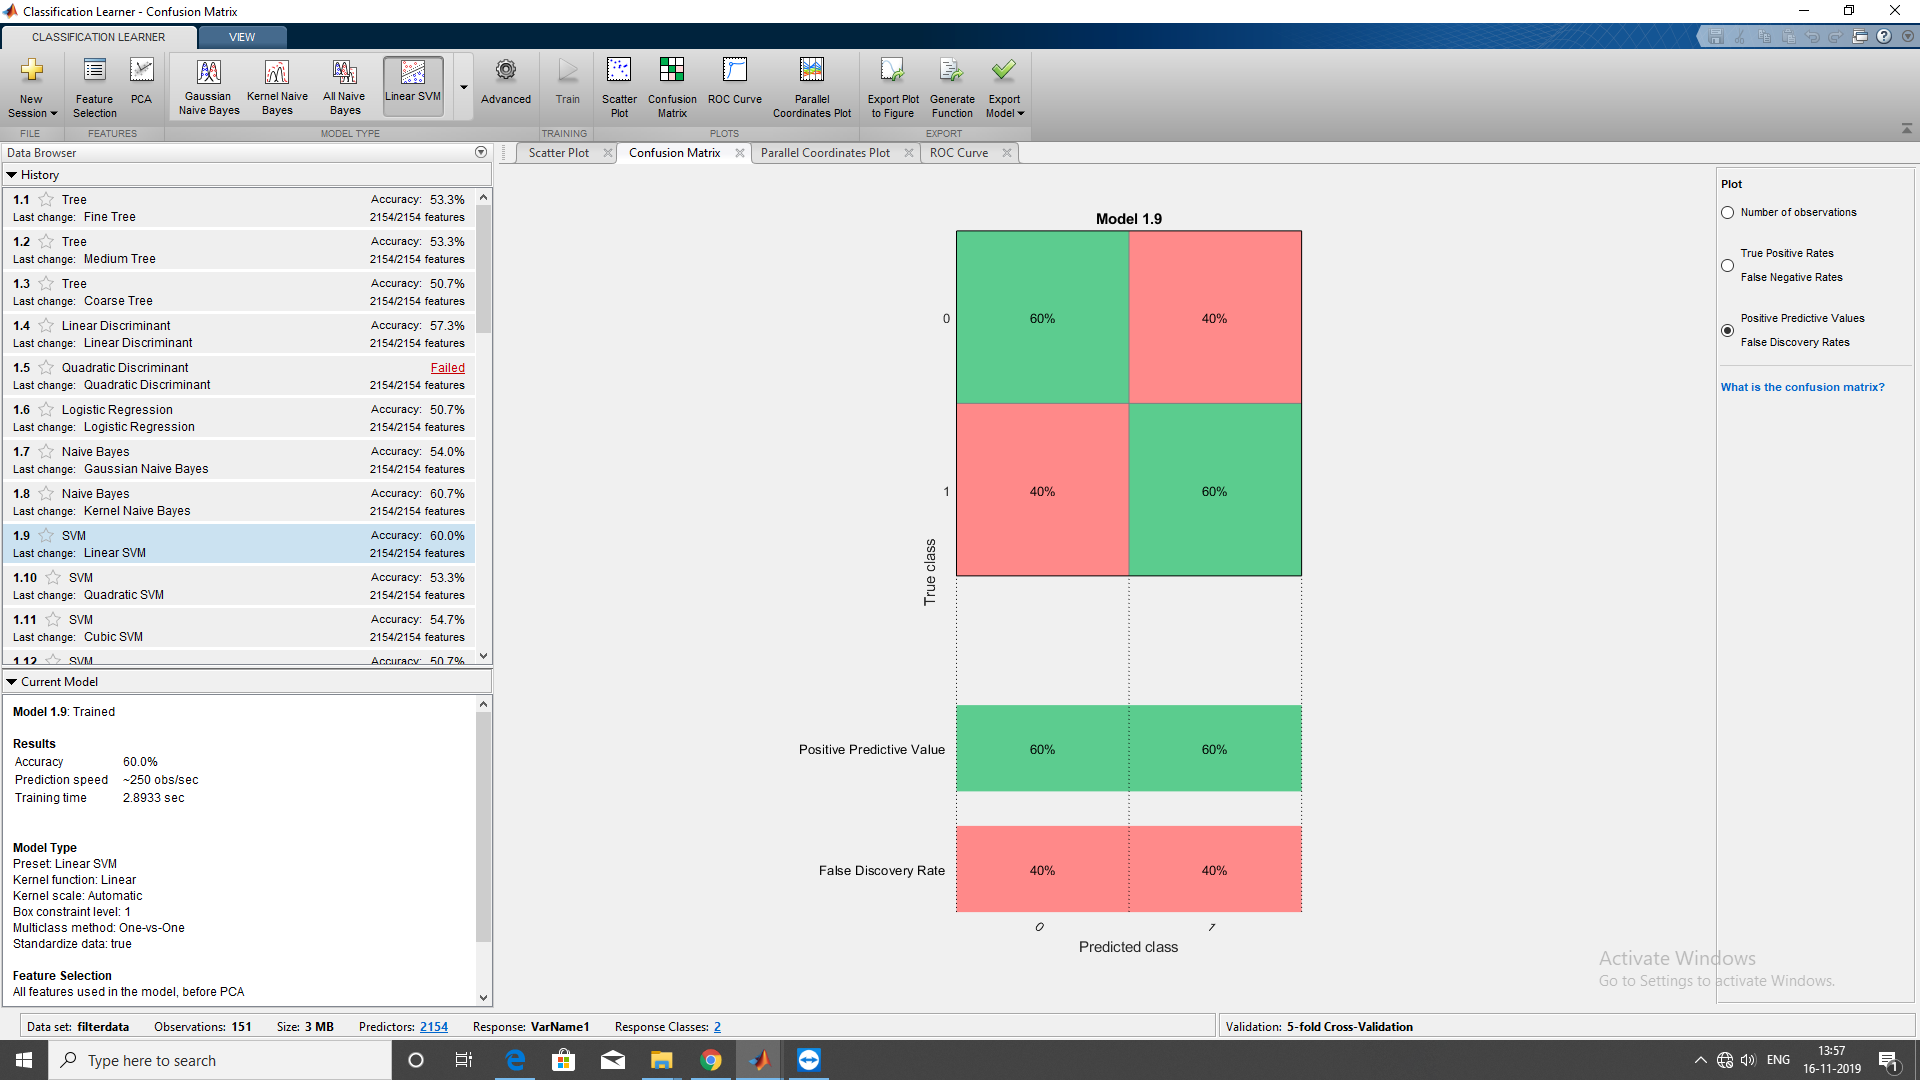 Classification Learner - Confusion Matrix
CLASSIFICATION LEARNER
VIEW
New Session
Feature Selection
PCA
Gaussian Naive Bayes
Kernel Naive Bayes
All Naive Bayes
Linear SVM
Advanced
Train
Scatter Plot
Confusion Matrix
ROC Curve
Parallel Coordinates Plot
Export Plot to Figure
Generate Function
Export Model
FILE
FEATURES
MODEL TYPE
TRAINING
PLOTS
EXPORT
Data Browser
History
1.1 Tree Accuracy: 53.3%
Last change: Fine Tree 2154/2154 features
1.2 Tree Accuracy: 53.3%
Last change: Medium Tree 2154/2154 features
1.3 Tree Accuracy: 50.7%
Last change: Coarse Tree 2154/2154 features
1.4 Linear Discriminant Accuracy: 57.3%
Last change: Linear Discriminant 2154/2154 features
1.5 Quadratic Discriminant Failed
Last change: Quadratic Discriminant 2154/2154 features
1.6 Logistic Regression Accuracy: 50.7%
Last change: Logistic Regression 2154/2154 features
1.7 Naive Bayes Accuracy: 54.0%
Last change: Gaussian Naive Bayes 2154/2154 features
1.8 Naive Bayes Accuracy: 60.7%
Last change: Kernel Naive Bayes 2154/2154 features
1.9 SVM Accuracy: 60.0%
Last change: Linear SVM 2154/2154 features
1.10 SVM Accuracy: 53.3%
Last change: Quadratic SVM 2154/2154 features
1.11 SVM Accuracy: 54.7%
Last change: Cubic SVM 2154/2154 features
1.12 SVM Accuracy: 50.7%
Current Model
Model 1.9: Trained
Results
Accuracy 60.0%
Prediction speed ~250 obs/sec
Training time 2.8933 sec
Model Type
Preset: Linear SVM
Kernel function: Linear
Kernel scale: Automatic
Box constraint level: 1
Multiclass method: One-vs-One
Standardize data: true
Feature Selection
All features used in the model, before PCA
Scatter Plot
Confusion Matrix
Parallel Coordinates Plot
ROC Curve
Model 1.9
0 60% 40%
1 40% 60%
True class
Positive Predictive Value 60% 60%
False Discovery Rate 40% 40%
0 1
Predicted class
Plot
Number of observations
True Positive Rates
False Negative Rates
Positive Predictive Values
False Discovery Rates
What is the confusion matrix?
Activate Windows
Go to Settings to activate Windows.
Data set: filterdata Observations: 151 Size: 3 MB Predictors: 2154 Response: VarName1 Response Classes: 2
Validation: 5-fold Cross-Validation
Type here to search
ENG
13:57
16-11-2019
1